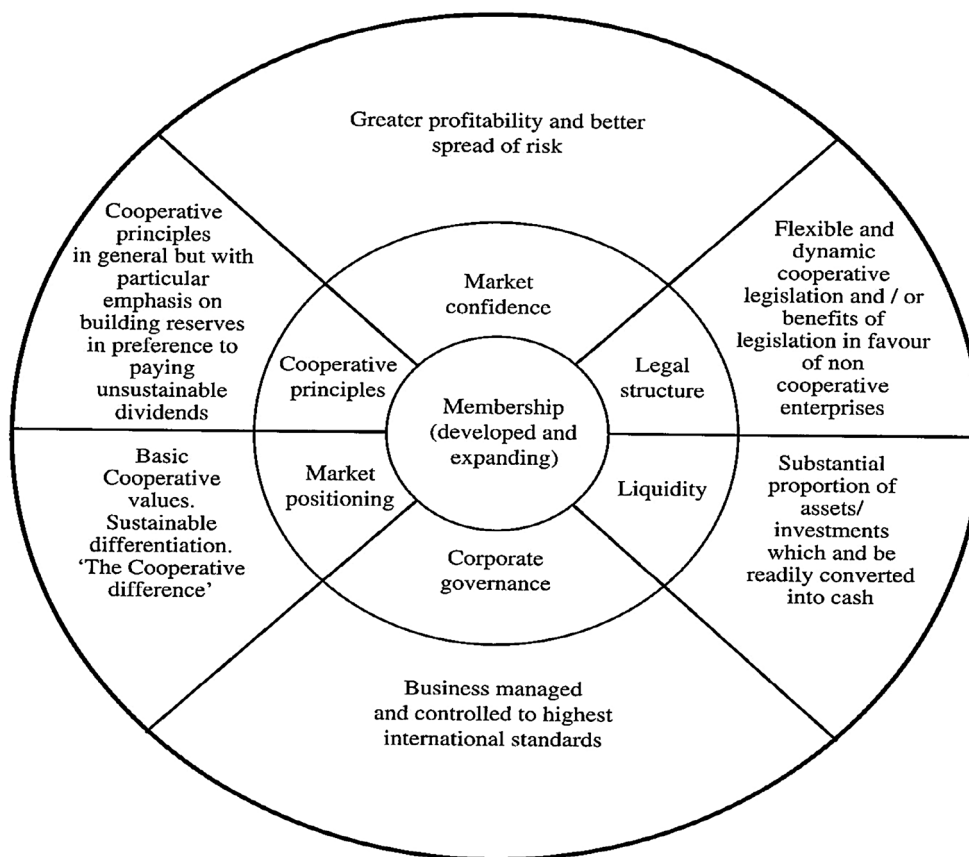 Greater profitability and better
spread of risk
Cooperative
principles
in general but with
particular
emphasis on
building reserves
in preference to
paying
unsustainable
dividends
Market
confidence
Flexible and
dynamic
cooperative
legislation and / or
benefits of
legislation in favour
of non
cooperative
enterprises
Cooperative
principles
Legal
structure
Membership
(developed and
expanding)
Market
positioning
Liquidity
Basic
Cooperative
values.
Sustainable
differentiation.
‘The Cooperative
difference’
Corporate
governance
Substantial
proportion of
assets/
investments
which and be
readily converted
into cash
Business managed
and controlled to highest
international standards